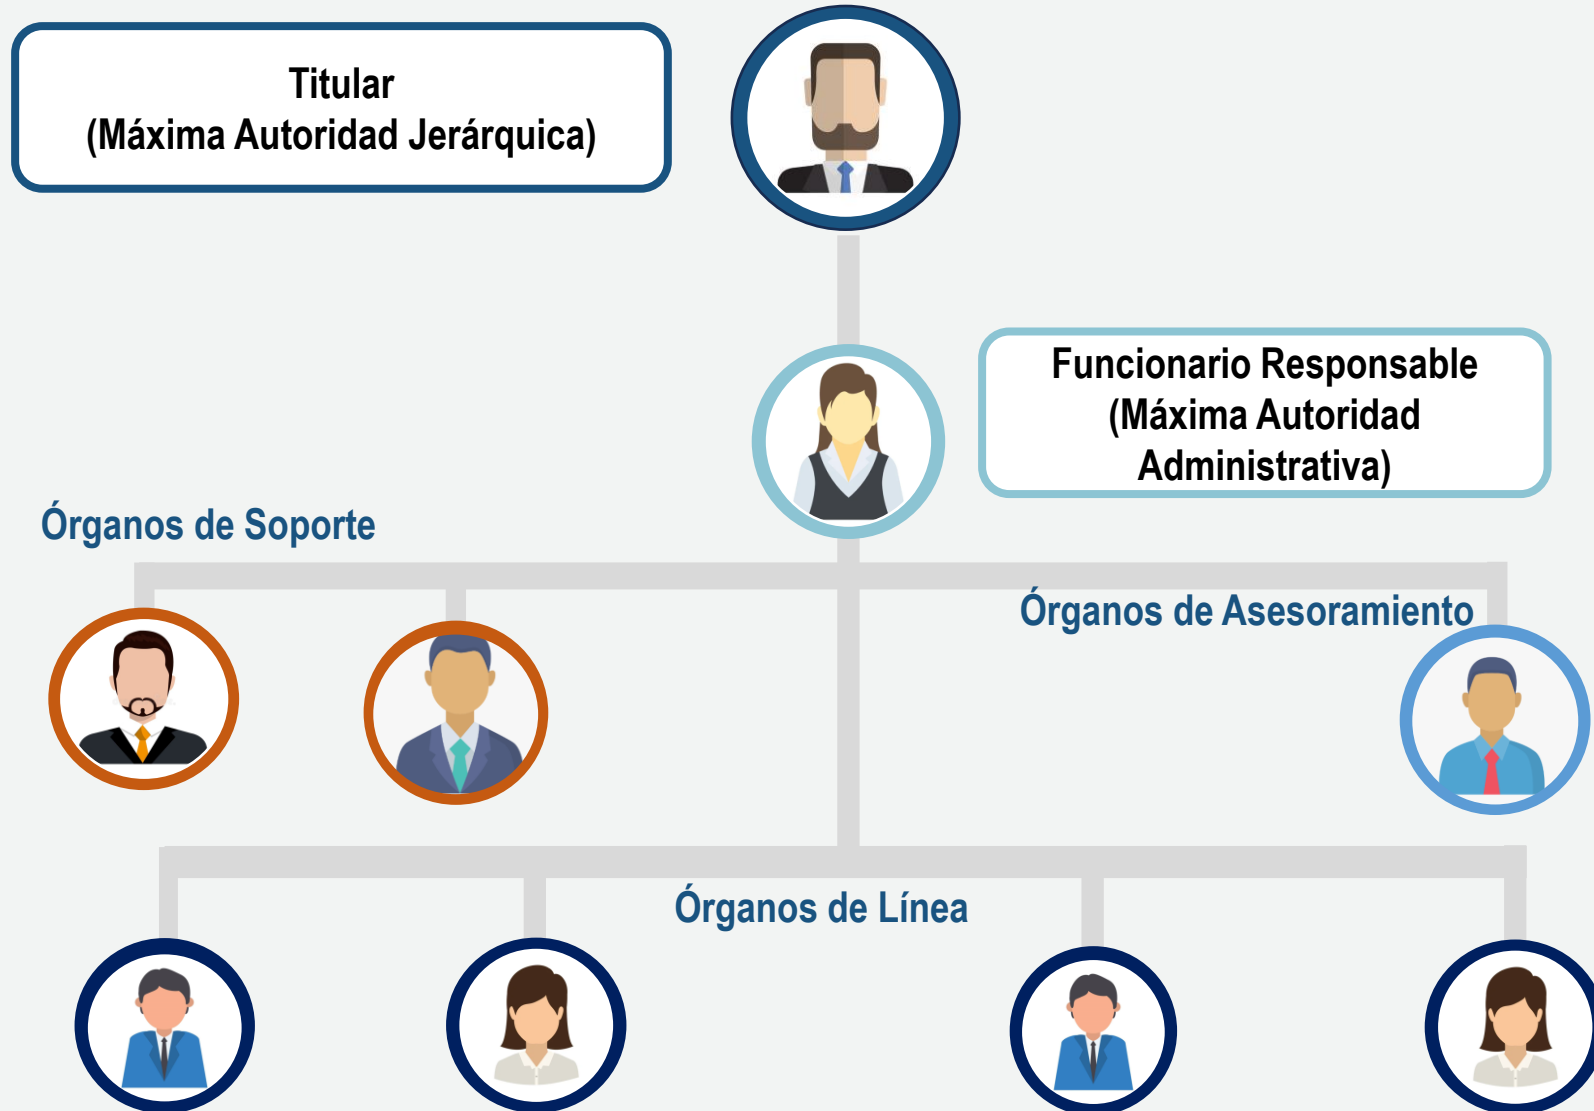 Titular
(Máxima Autoridad Jerárquica)
Funcionario Responsable
(Máxima Autoridad
Administrativa)
Órganos de Soporte
Órganos de Asesoramiento
Órganos de Línea